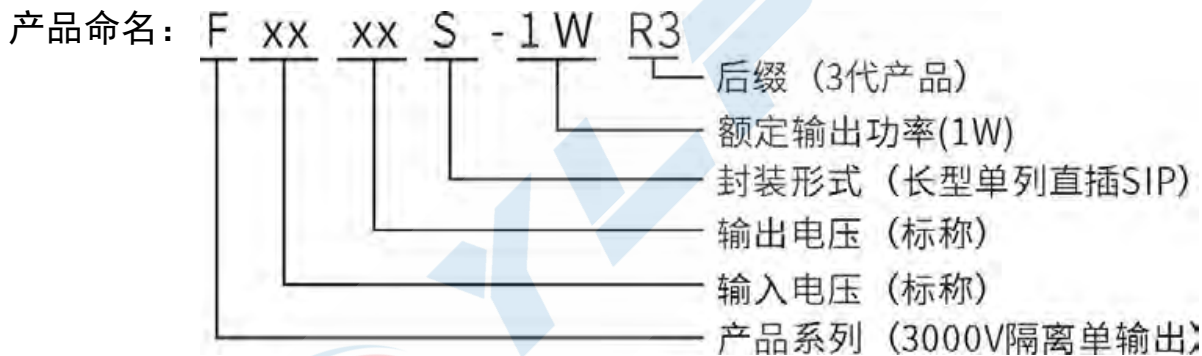 产品命名：F xx xx S - 1W R3
后缀（3代产品）
额定输出功率(1W)
封装形式（长型单列直插SIP）
输出电压（标称）
输入电压（标称）
产品系列（3000V隔离单输出）